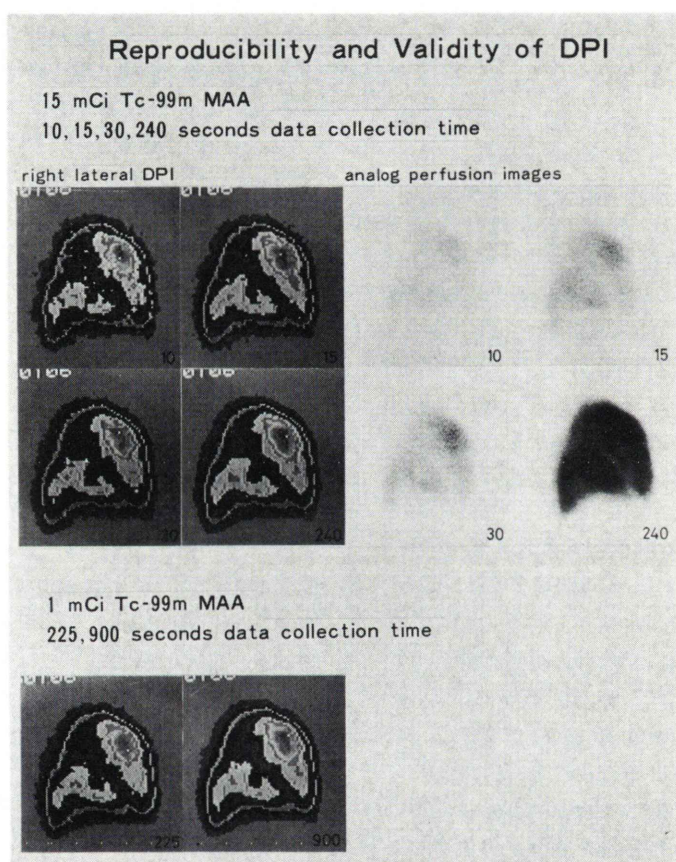 Reproducibility and Validity of DPI
15 mCi Tc-99m MAA
10,15,30,240 seconds data collection time
right lateral DPI
analog perfusion images
10
15
10
15
30
240
30
240
1 mCi Tc-99m MAA
225,900 seconds data collection time
225
900